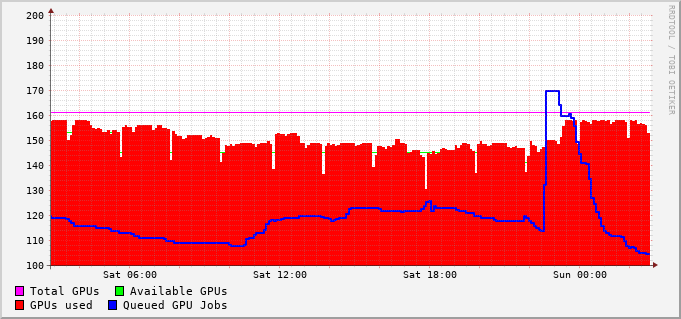 200
190
180
170
160
150
140
130
120
110
100
Sat 06:00 Sat 12:00 Sat 18:00 Sun 00:00
Total GPUs Available GPUs
GPUs used Queued GPU Jobs
RRDTOOL / TOBI OETIKER